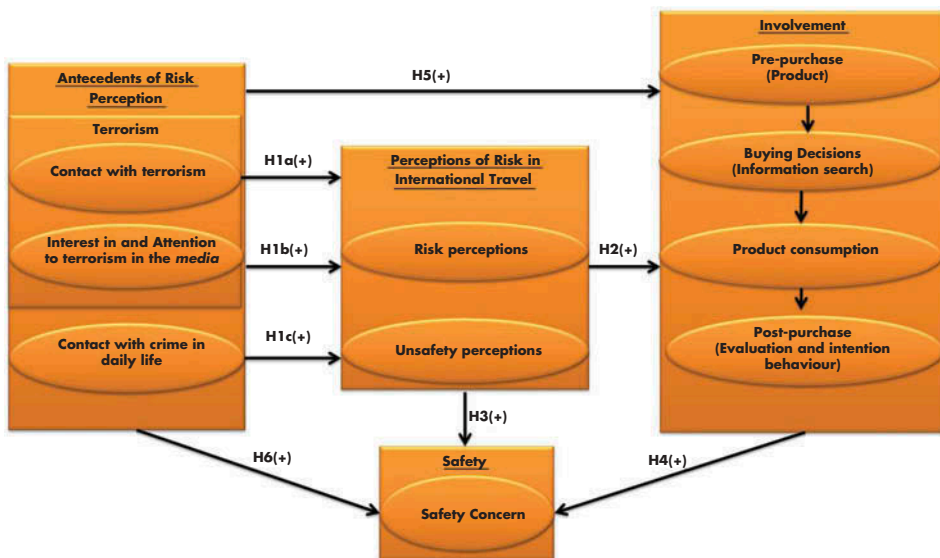 Antecedents of Risk
Perception
Terrorism
Contact with terrorism
Interest in and Attention
to terrorism in the media
Contact with crime in
daily life
H5(+)
H1a(+)
H1b(+)
H1c(+)
Perceptions of Risk in
International Travel
Risk perceptions
Unsafety perceptions
H2(+)
H3(+)
Involvement
Pre-purchase
(Product)
Buying Decisions
(Information search)
Product consumption
Post-purchase
(Evaluation and intention
behaviour)
H6(+)
H4(+)
Safety
Safety Concern